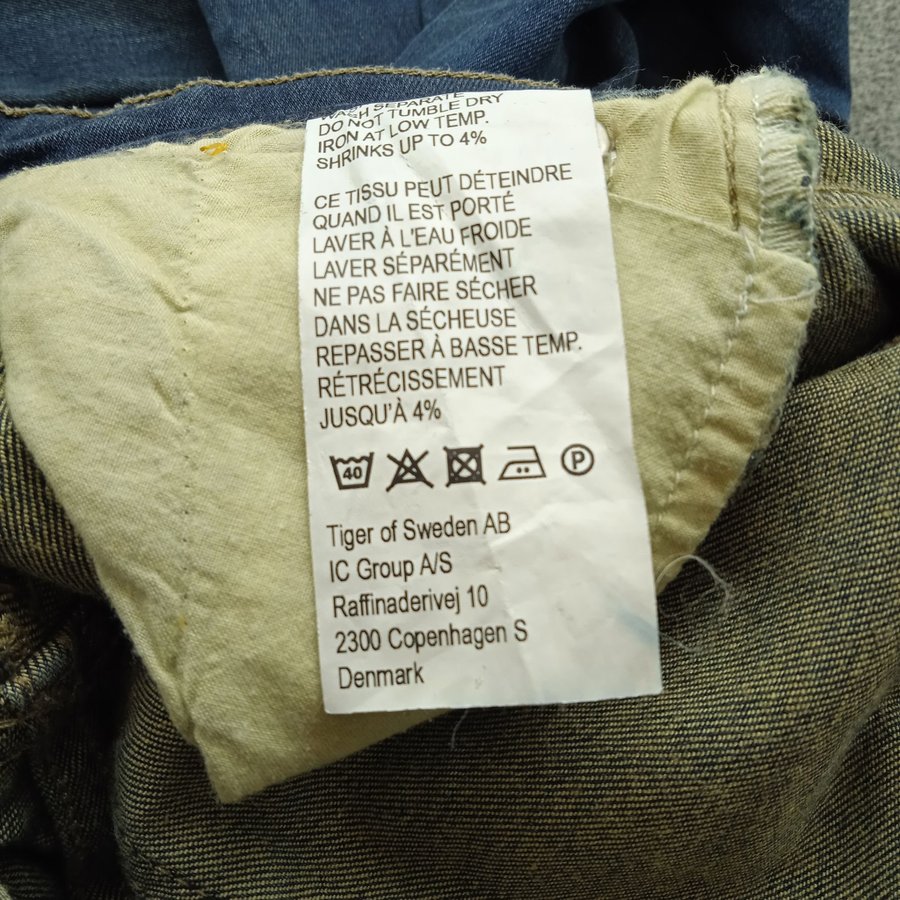 WASH SEPARATE
DO NOT TUMBLE DRY
IRON AT LOW TEMP.
SHRINKS UP TO 4%
CE TISSU PEUT DÉTEINDRE
QUAND IL EST PORTÉ
LAVER À L'EAU FROIDE
LAVER SÉPARÉMENT
NE PAS FAIRE SÉCHER
DANS LA SÉCHEUSE
REPASSER À BASSE TEMP.
RÉTRÉCISSEMENT
JUSQU'À 4%
40 P
Tiger of Sweden AB
IC Group A/S
Raffinaderivej 10
2300 Copenhagen S
Denmark